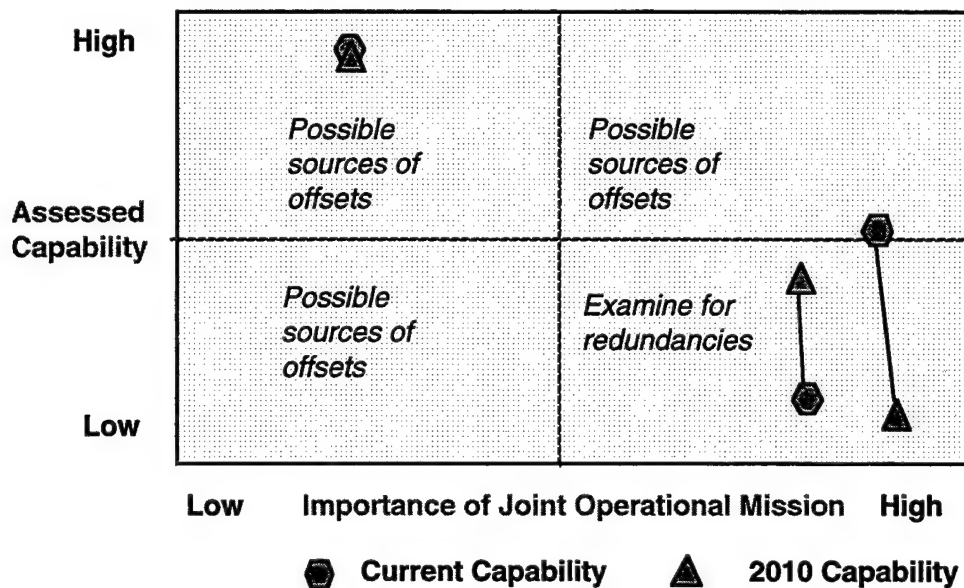 High
Possible
sources of
offsets
Possible
sources of
offsets
Assessed
Capability
Possible
sources of
offsets
Examine for
redundancies
Low
Low Importance of Joint Operational Mission High
Current Capability 2010 Capability